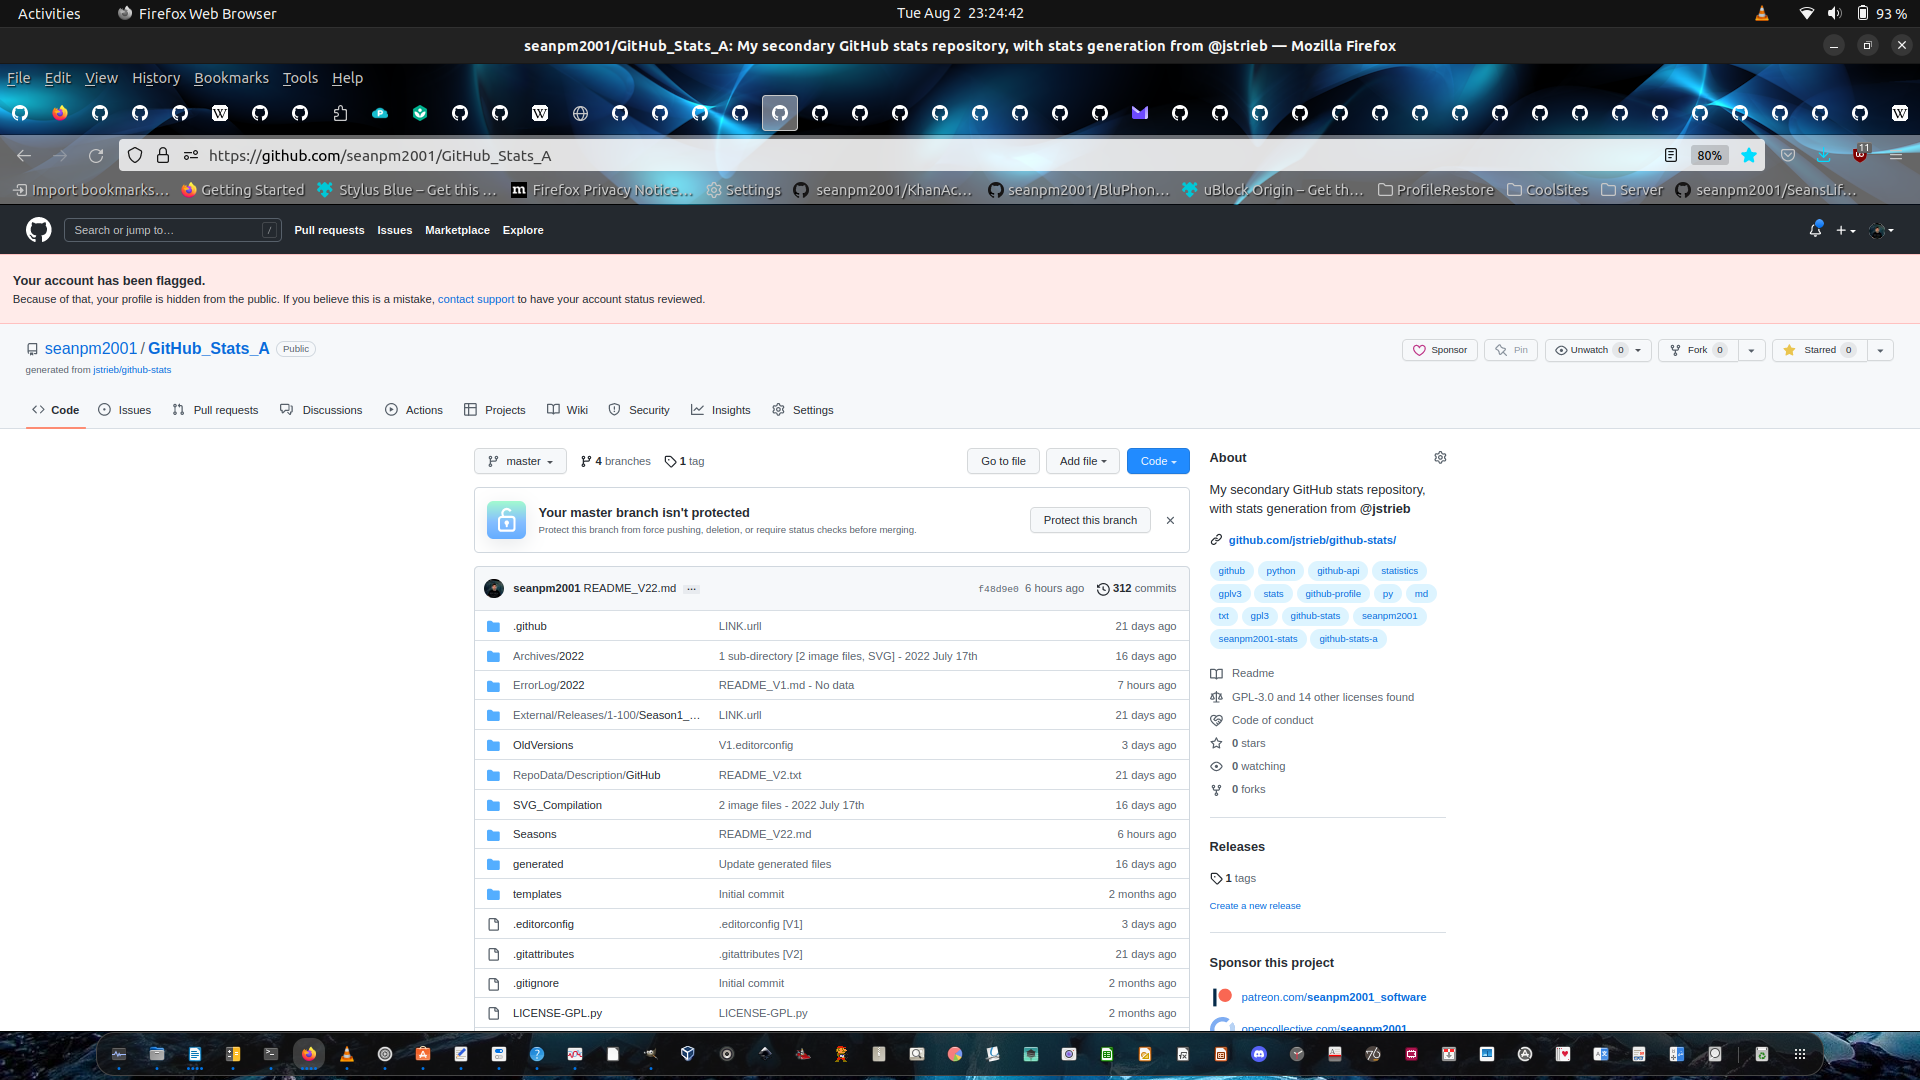 Activities Firefox Web Browser Tue Aug 2 23:24:42 93 %
seanpm2001/GitHub_Stats_A: My secondary GitHub stats repository, with stats generation from @jstrieb — Mozilla Firefox
File Edit View History Bookmarks Tools Help
https://github.com/seanpm2001/GitHub_Stats_A 80% 11
Import bookmarks… Getting Started Stylus Blue – Get this … Firefox Privacy Notice… Settings seanpm2001/KhanAc… seanpm2001/BluPhon… uBlock Origin – Get th… ProfileRestore CoolSites Server seanpm2001/SeansLif…
Search or jump to… / Pull requests Issues Marketplace Explore
Your account has been flagged.
Because of that, your profile is hidden from the public. If you believe this is a mistake, contact support to have your account status reviewed.
seanpm2001 / GitHub_Stats_A Public
Sponsor Pin Unwatch 0 Fork 0 Starred 0
generated from jstrieb/github-stats
Code Issues Pull requests Discussions Actions Projects Wiki Security Insights Settings
master 4 branches 1 tag Go to file Add file Code
Your master branch isn't protected
Protect this branch from force pushing, deletion, or require status checks before merging.
Protect this branch
seanpm2001 README_V22.md … f48d9e0 6 hours ago 312 commits
.github LINK.urll 21 days ago
Archives/2022 1 sub-directory [2 image files, SVG] - 2022 July 17th 16 days ago
ErrorLog/2022 README_V1.md - No data 7 hours ago
External/Releases/1-100/Season1_… LINK.urll 21 days ago
OldVersions V1.editorconfig 3 days ago
RepoData/Description/GitHub README_V2.txt 21 days ago
SVG_Compilation 2 image files - 2022 July 17th 16 days ago
Seasons README_V22.md 6 hours ago
generated Update generated files 16 days ago
templates Initial commit 2 months ago
.editorconfig .editorconfig [V1] 3 days ago
.gitattributes .gitattributes [V2] 21 days ago
.gitignore Initial commit 2 months ago
LICENSE-GPL.py LICENSE-GPL.py 2 months ago
About
My secondary GitHub stats repository,
with stats generation from @jstrieb
github.com/jstrieb/github-stats/
github python github-api statistics
gplv3 stats github-profile py md
txt gpl3 github-stats seanpm2001
seanpm2001-stats github-stats-a
Readme
GPL-3.0 and 14 other licenses found
Code of conduct
0 stars
0 watching
0 forks
Releases
1 tags
Create a new release
Sponsor this project
patreon.com/seanpm2001_software
opencollective.com/seanpm2001